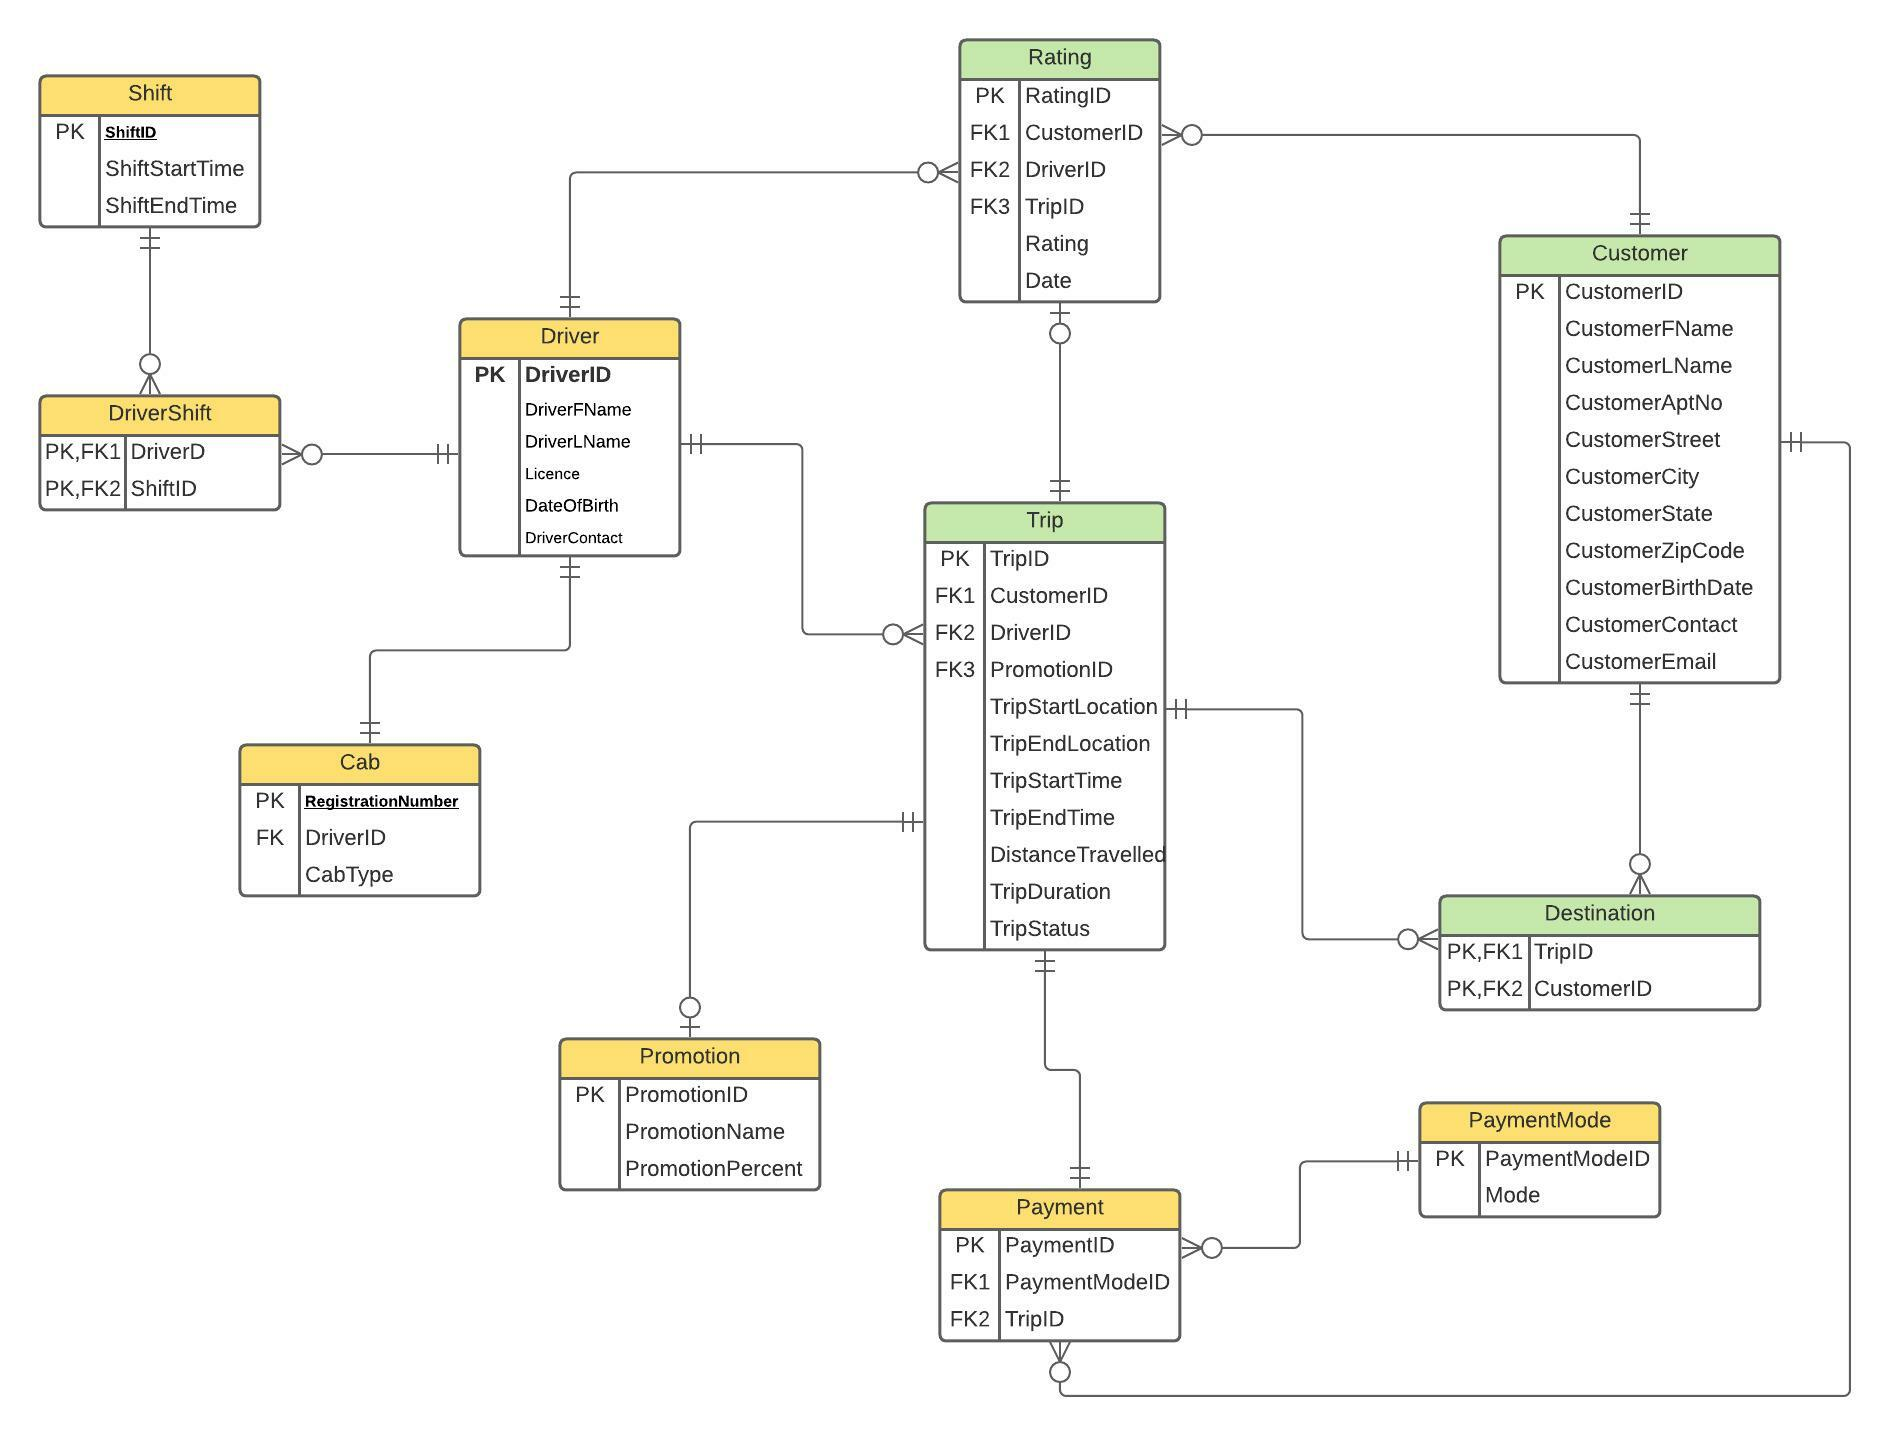 Shift
PK ShiftID
ShiftStartTime
ShiftEndTime
DriverShift
PK,FK1 DriverD
PK,FK2 ShiftID
Driver
PK DriverID
DriverFName
DriverLName
Licence
DateOfBirth
DriverContact
Cab
PK RegistrationNumber
FK DriverID
CabType
Rating
PK RatingID
FK1 CustomerID
FK2 DriverID
FK3 TripID
Rating
Date
Trip
PK TripID
FK1 CustomerID
FK2 DriverID
FK3 PromotionID
TripStartLocation
TripEndLocation
TripStartTime
TripEndTime
DistanceTravelled
TripDuration
TripStatus
Customer
PK CustomerID
CustomerFName
CustomerLName
CustomerAptNo
CustomerStreet
CustomerCity
CustomerState
CustomerZipCode
CustomerBirthDate
CustomerContact
CustomerEmail
Destination
PK,FK1 TripID
PK,FK2 CustomerID
Promotion
PK PromotionID
PromotionName
PromotionPercent
PaymentMode
PK PaymentModeID
Mode
Payment
PK PaymentID
FK1 PaymentModeID
FK2 TripID